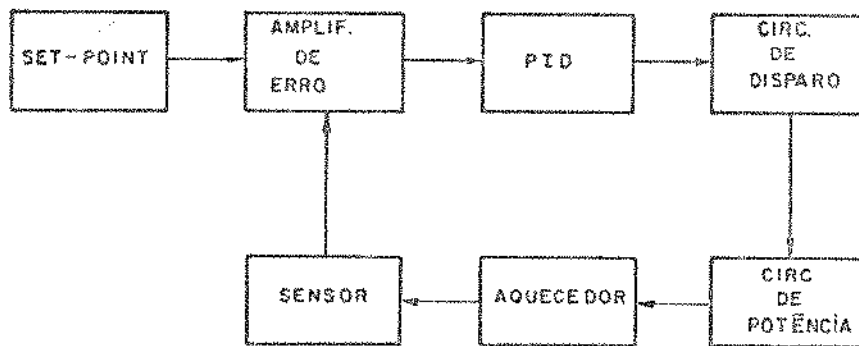 SET-POINT
AMPLIF.
DE
ERRO
PID
CIRC.
DE
DISPARO
SENSOR
AQUECEDOR
CIRC
DE
POTÊNCIA